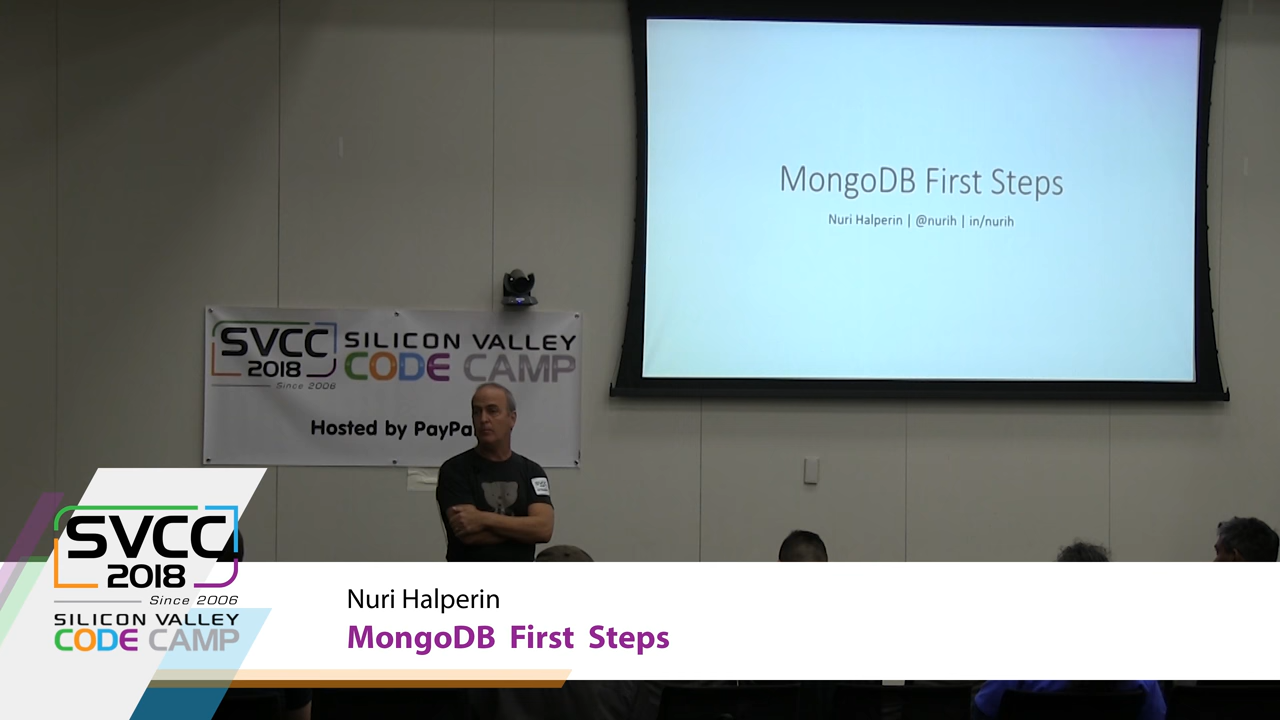 MongoDB First Steps
Nuri Halperin | @nurih | in/nurih
SVCC
2018
Since 2006
SILICON VALLEY
CODE CAMP
Hosted by PayPa
SVCC
SVCC
2018
Since 2006
SILICON VALLEY
CODE CAMP
Nuri Halperin
MongoDB First Steps